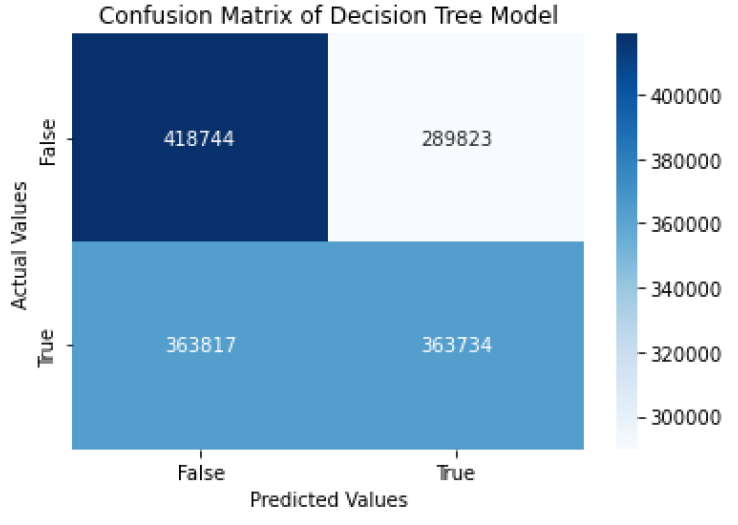 Confusion Matrix of Decision Tree Model
Actual Values
False
True
418744
289823
363817
363734
False
True
Predicted Values
400000
380000
360000
340000
320000
300000